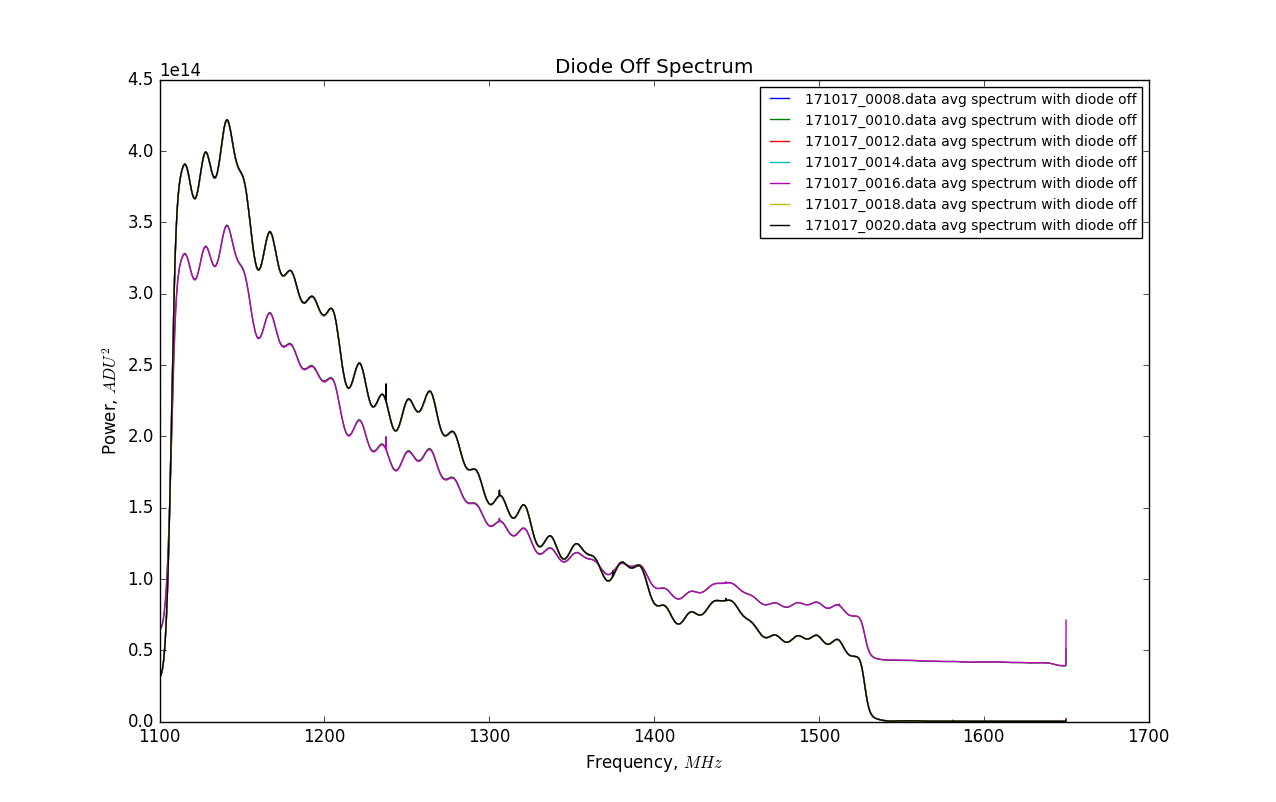 Diode Off Spectrum
1e14
4.5
4.0
3.5
3.0
2.5
2.0
1.5
1.0
0.5
0.0
Power, ADU²
171017_0008.data avg spectrum with diode off
171017_0010.data avg spectrum with diode off
171017_0012.data avg spectrum with diode off
171017_0014.data avg spectrum with diode off
171017_0016.data avg spectrum with diode off
171017_0018.data avg spectrum with diode off
171017_0020.data avg spectrum with diode off
1100 1200 1300 1400 1500 1600 1700
Frequency, MHz